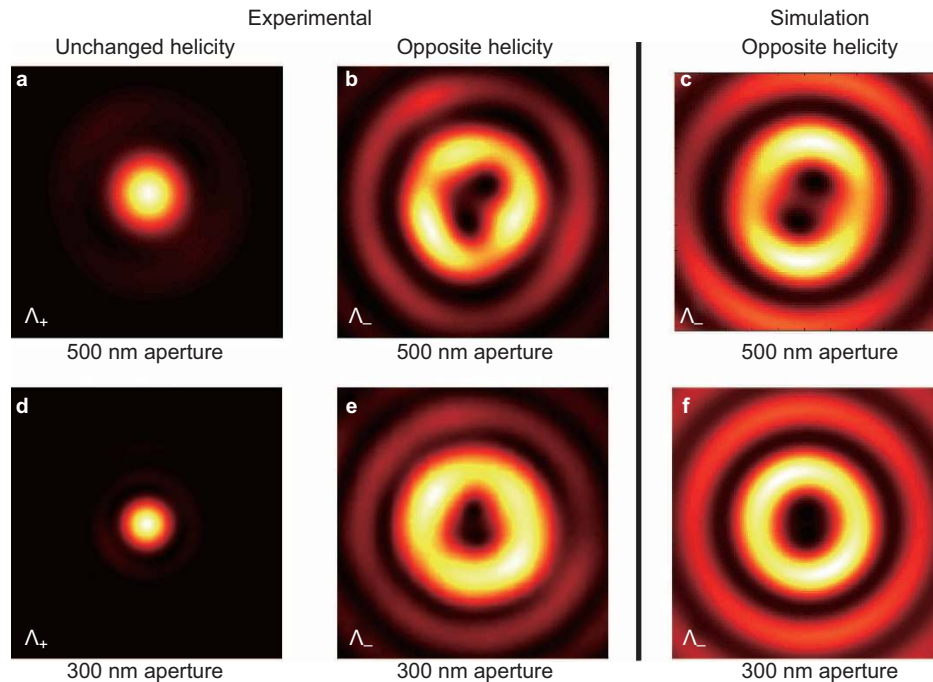 Experimental
Simulation
Unchanged helicity
Opposite helicity
Opposite helicity
a
b
c
Λ+
Λ–
Λ–
500 nm aperture
500 nm aperture
500 nm aperture
d
e
f
Λ+
Λ–
Λ–
300 nm aperture
300 nm aperture
300 nm aperture